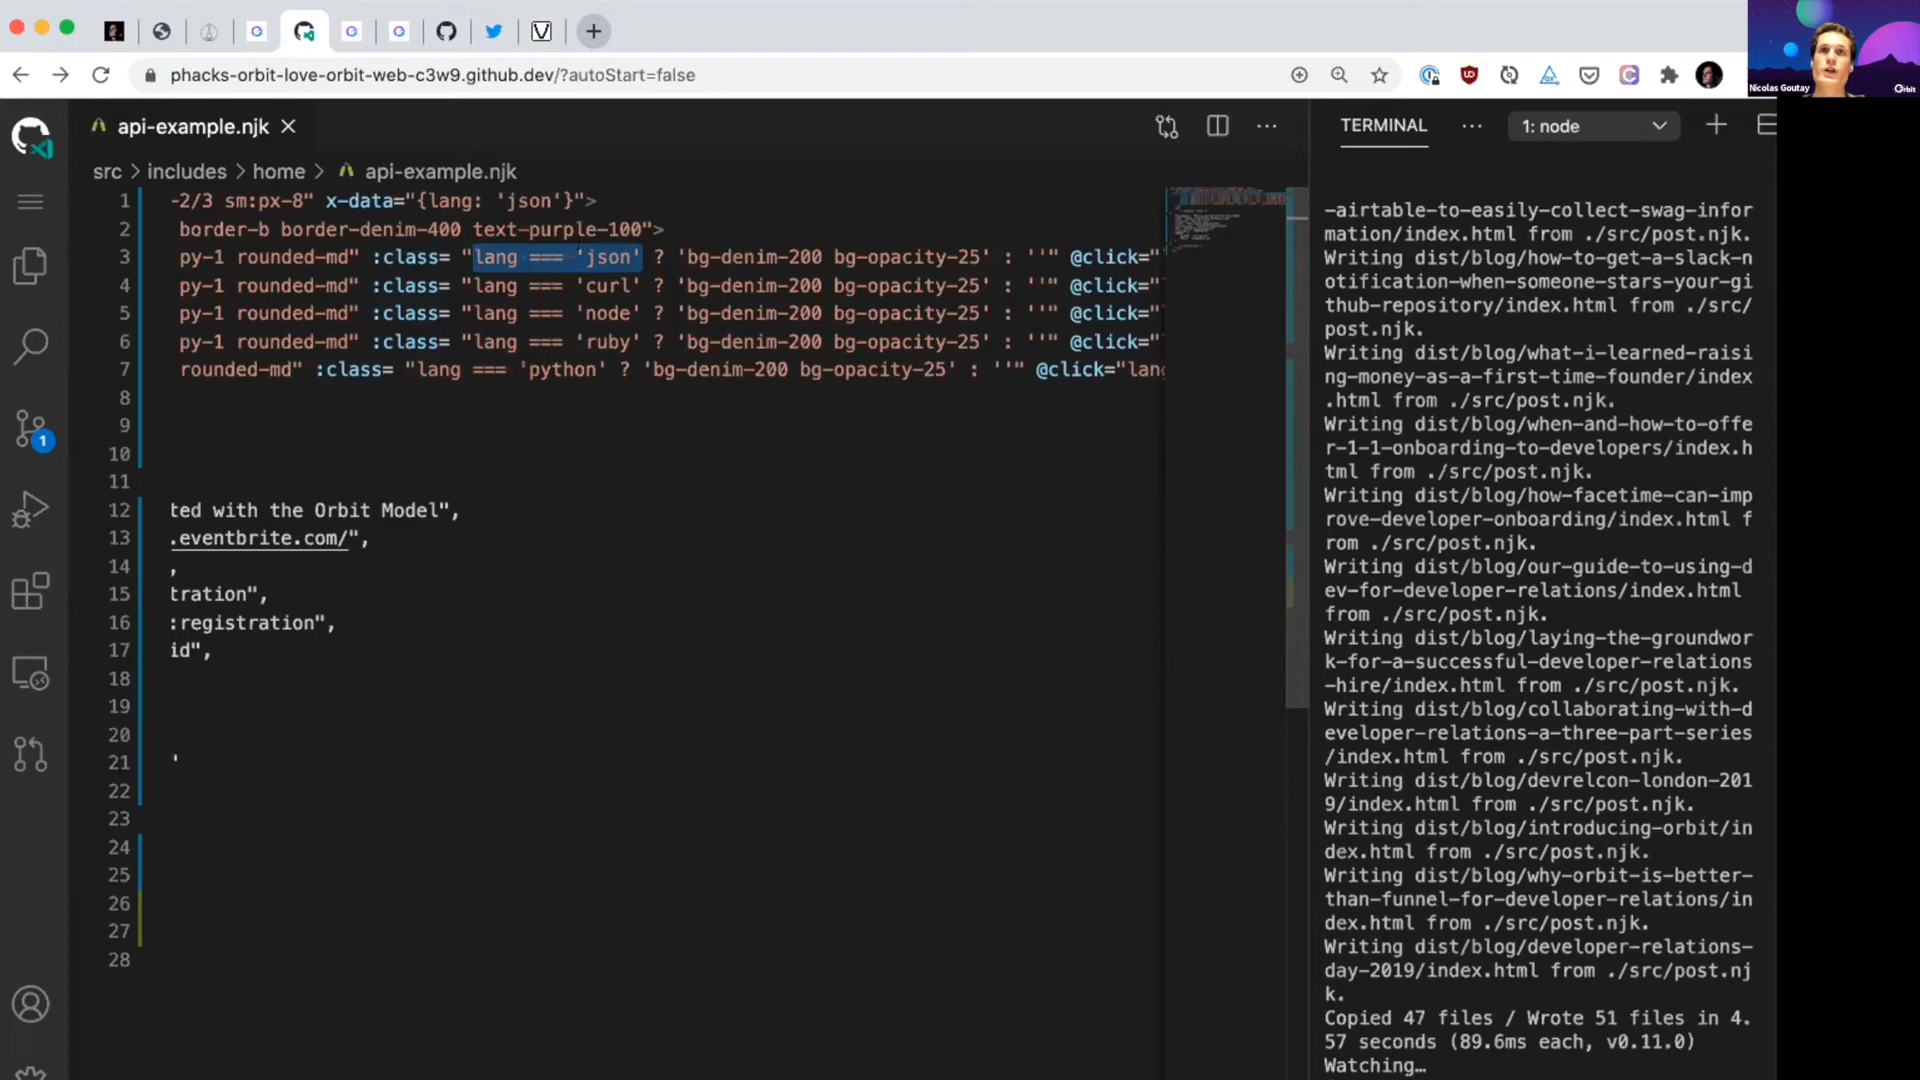 phacks-orbit-love-orbit-web-c3w9.github.dev/?autoStart=false
Nicolas Goutay
Orbit
api-example.njk
TERMINAL
1: node
src > includes > home > api-example.njk
1 -2/3 sm:px-8" x-data="{lang: 'json'}">
2 border-b border-denim-400 text-purple-100">
3 py-1 rounded-md" :class= "lang === 'json' ? 'bg-denim-200 bg-opacity-25' : ''" @click="
4 py-1 rounded-md" :class= "lang === 'curl' ? 'bg-denim-200 bg-opacity-25' : ''" @click="
5 py-1 rounded-md" :class= "lang === 'node' ? 'bg-denim-200 bg-opacity-25' : ''" @click="
6 py-1 rounded-md" :class= "lang === 'ruby' ? 'bg-denim-200 bg-opacity-25' : ''" @click="
7 rounded-md" :class= "lang === 'python' ? 'bg-denim-200 bg-opacity-25' : ''" @click="lang
8
9
10
11
12 ted with the Orbit Model",
13 .eventbrite.com/",
14 ,
15 tration",
16 :registration",
17 id",
18
19
20
21 '
22
23
24
25
26
27
28
1
-airtable-to-easily-collect-swag-infor
mation/index.html from ./src/post.njk.
Writing dist/blog/how-to-get-a-slack-n
otification-when-someone-stars-your-gi
thub-repository/index.html from ./src/
post.njk.
Writing dist/blog/what-i-learned-raisi
ng-money-as-a-first-time-founder/index
.html from ./src/post.njk.
Writing dist/blog/when-and-how-to-offe
r-1-1-onboarding-to-developers/index.h
tml from ./src/post.njk.
Writing dist/blog/how-facetime-can-imp
rove-developer-onboarding/index.html f
rom ./src/post.njk.
Writing dist/blog/our-guide-to-using-d
ev-for-developer-relations/index.html
from ./src/post.njk.
Writing dist/blog/laying-the-groundwor
k-for-a-successful-developer-relations
-hire/index.html from ./src/post.njk.
Writing dist/blog/collaborating-with-d
eveloper-relations-a-three-part-series
/index.html from ./src/post.njk.
Writing dist/blog/devrelcon-london-201
9/index.html from ./src/post.njk.
Writing dist/blog/introducing-orbit/in
dex.html from ./src/post.njk.
Writing dist/blog/why-orbit-is-better-
than-funnel-for-developer-relations/in
dex.html from ./src/post.njk.
Writing dist/blog/developer-relations-
day-2019/index.html from ./src/post.nj
k.
Copied 47 files / Wrote 51 files in 4.
57 seconds (89.6ms each, v0.11.0)
Watching…